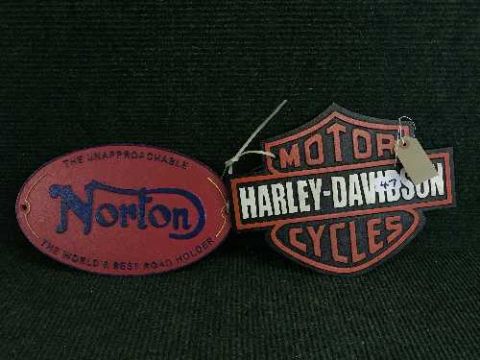 THE UNAPPROACHABLE
Norton
THE WORLD'S BEST ROAD HOLDER
MOTOR
HARLEY-DAVIDSON
CYCLES